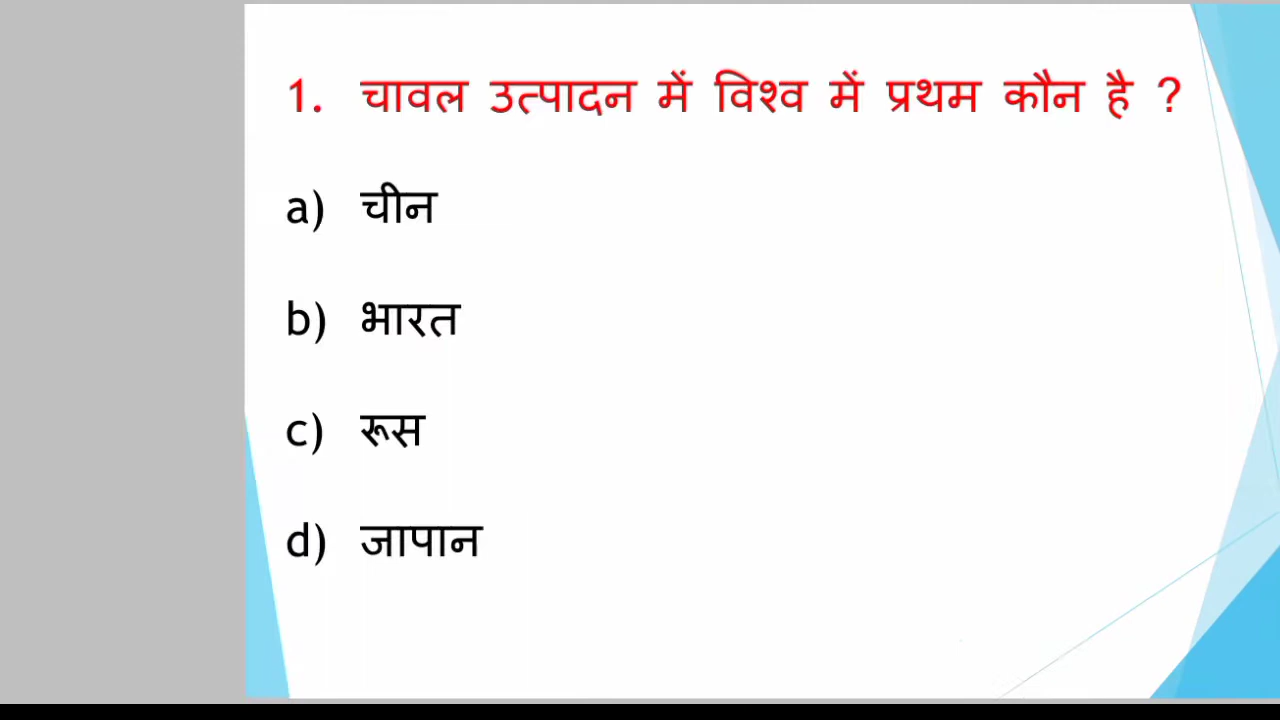 1. चावल उत्पादन में विश्व में प्रथम कौन है ?
a) चीन
b) भारत
c) रूस
d) जापान